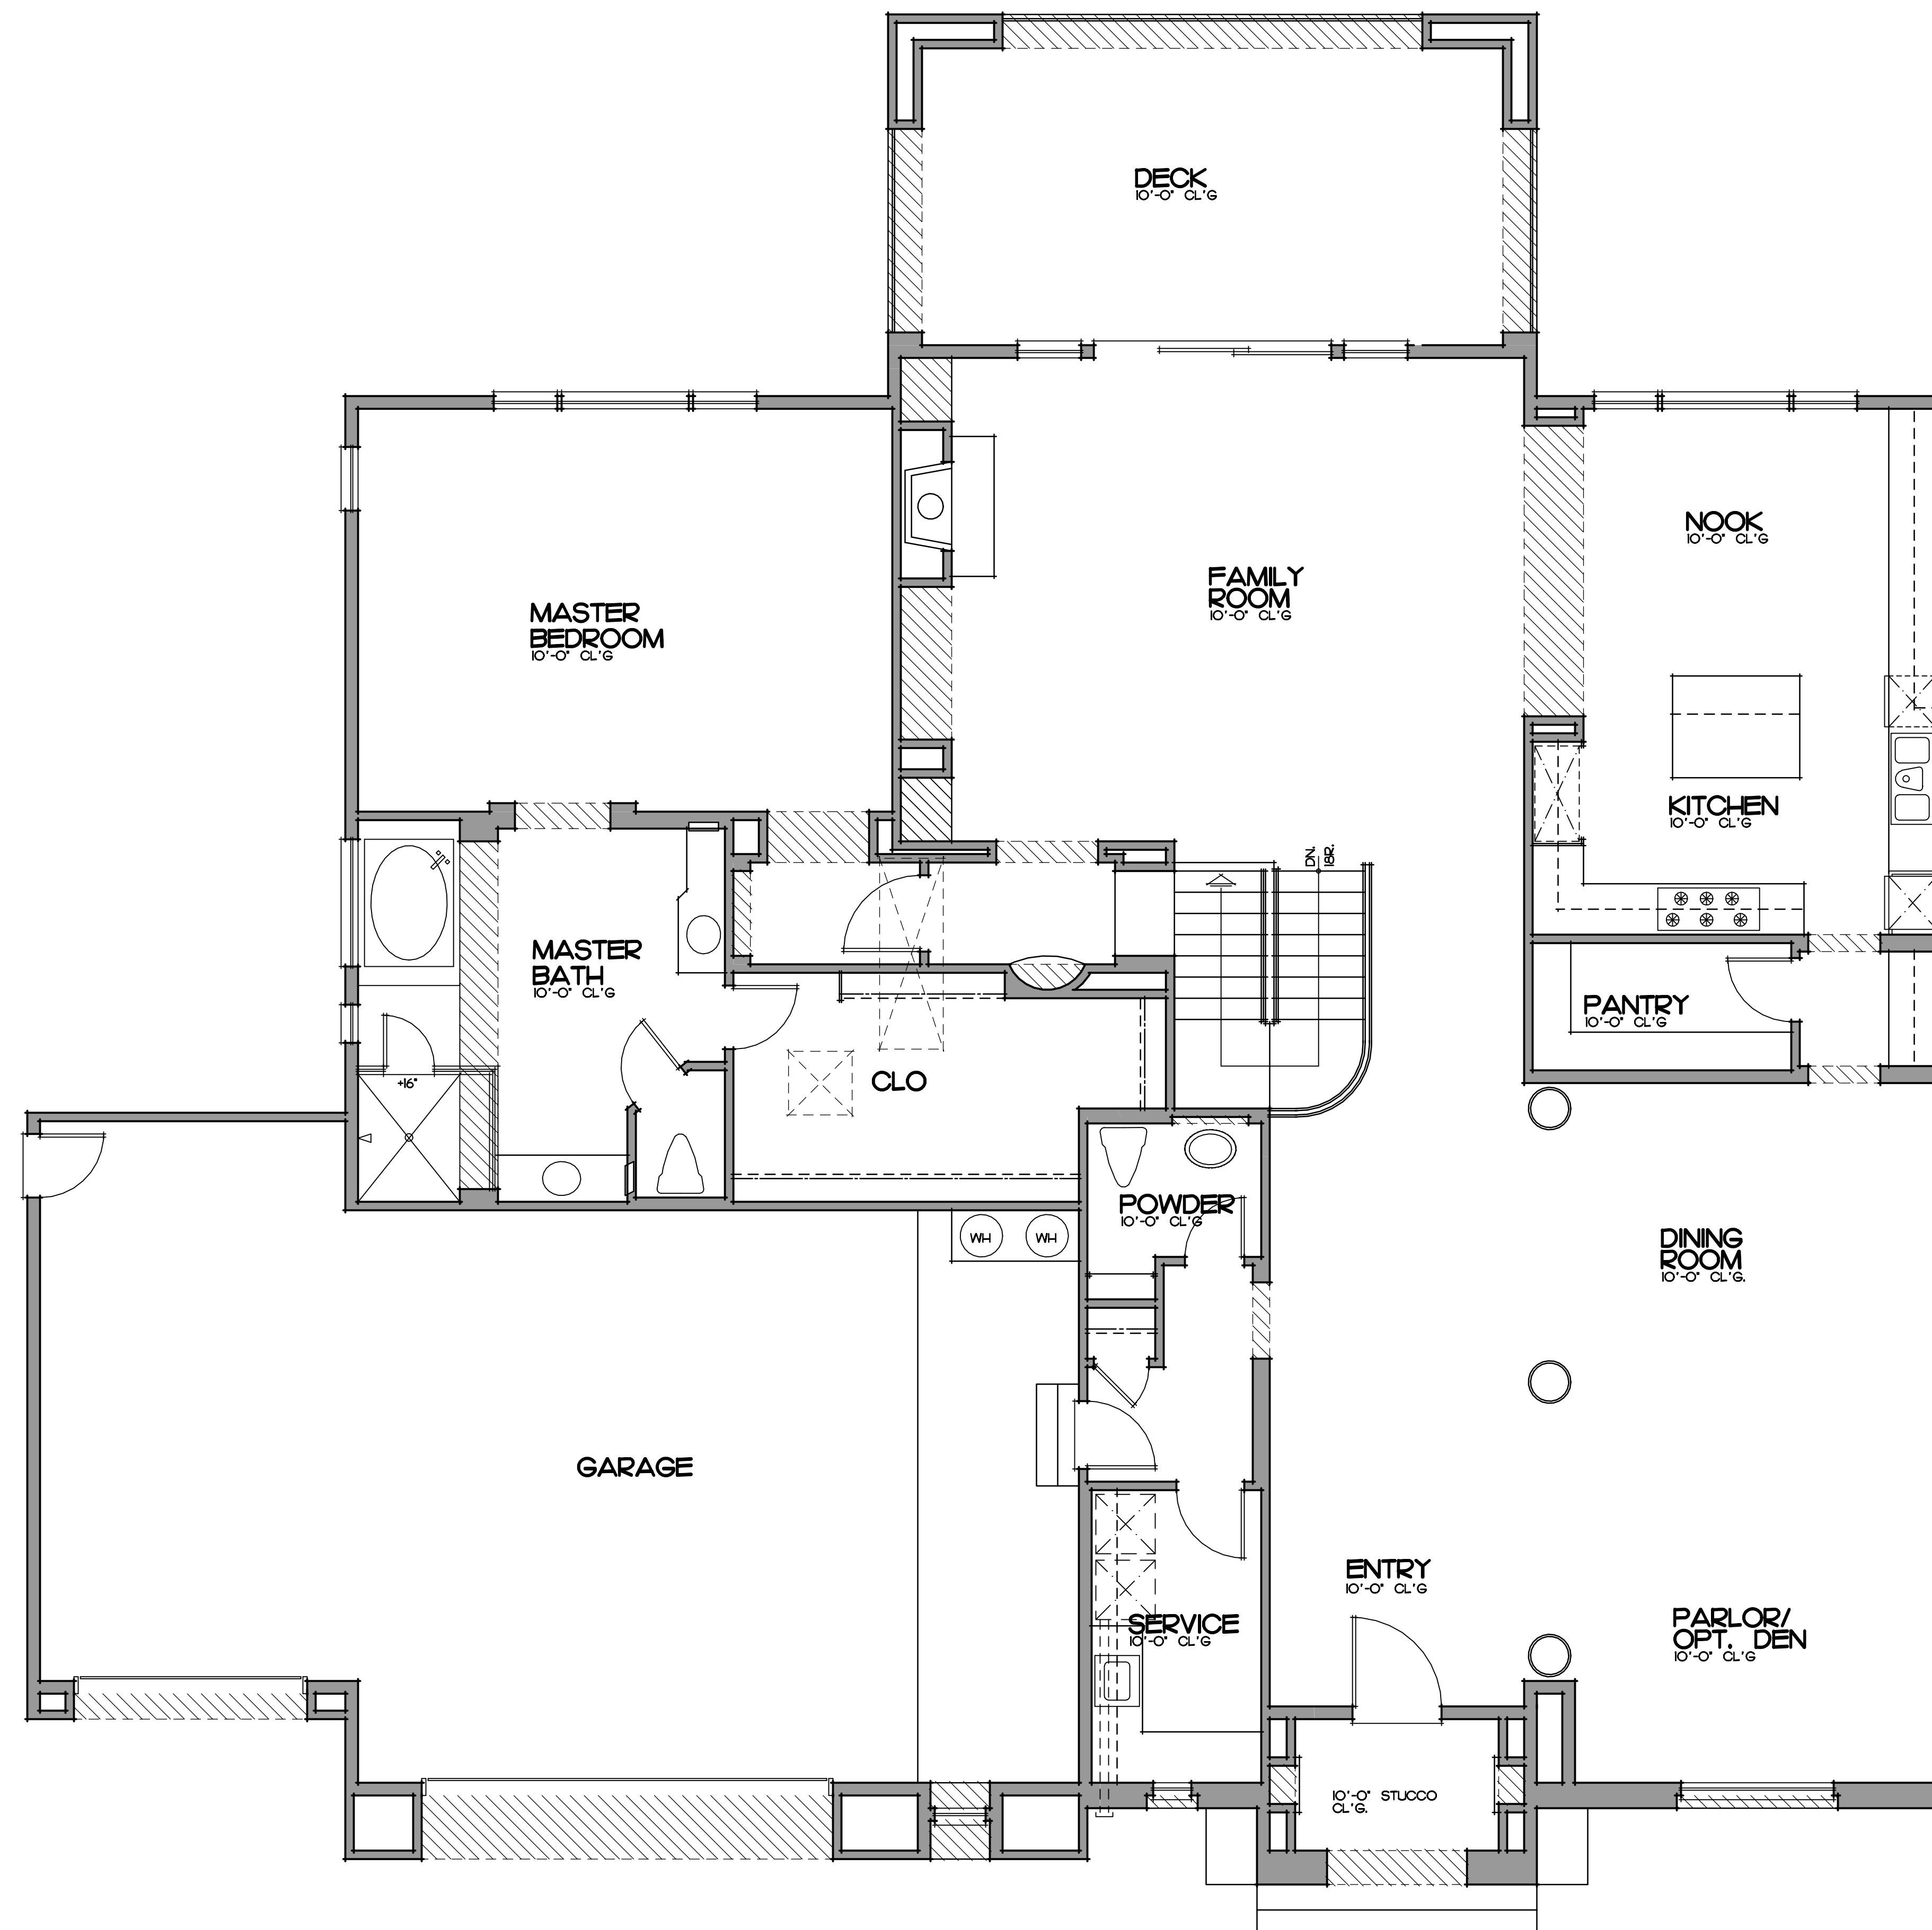 DECK
10'-0" CL'G
NOOK
10'-0" CL'G
FAMILY
ROOM
10'-0" CL'G
MASTER
BEDROOM
10'-0" CL'G
KITCHEN
10'-0" CL'G
DN.
18R.
MASTER
BATH
10'-0" CL'G
PANTRY
10'-0" CL'G
+16"
CLO
POWDER
10'-0" CL'G
WH
WH
DINING
ROOM
10'-0" CL'G.
GARAGE
ENTRY
10'-0" CL'G
SERVICE
10'-0" CL'G
PARLOR/
OPT. DEN
10'-0" CL'G
10'-0" STUCCO
CL'G.